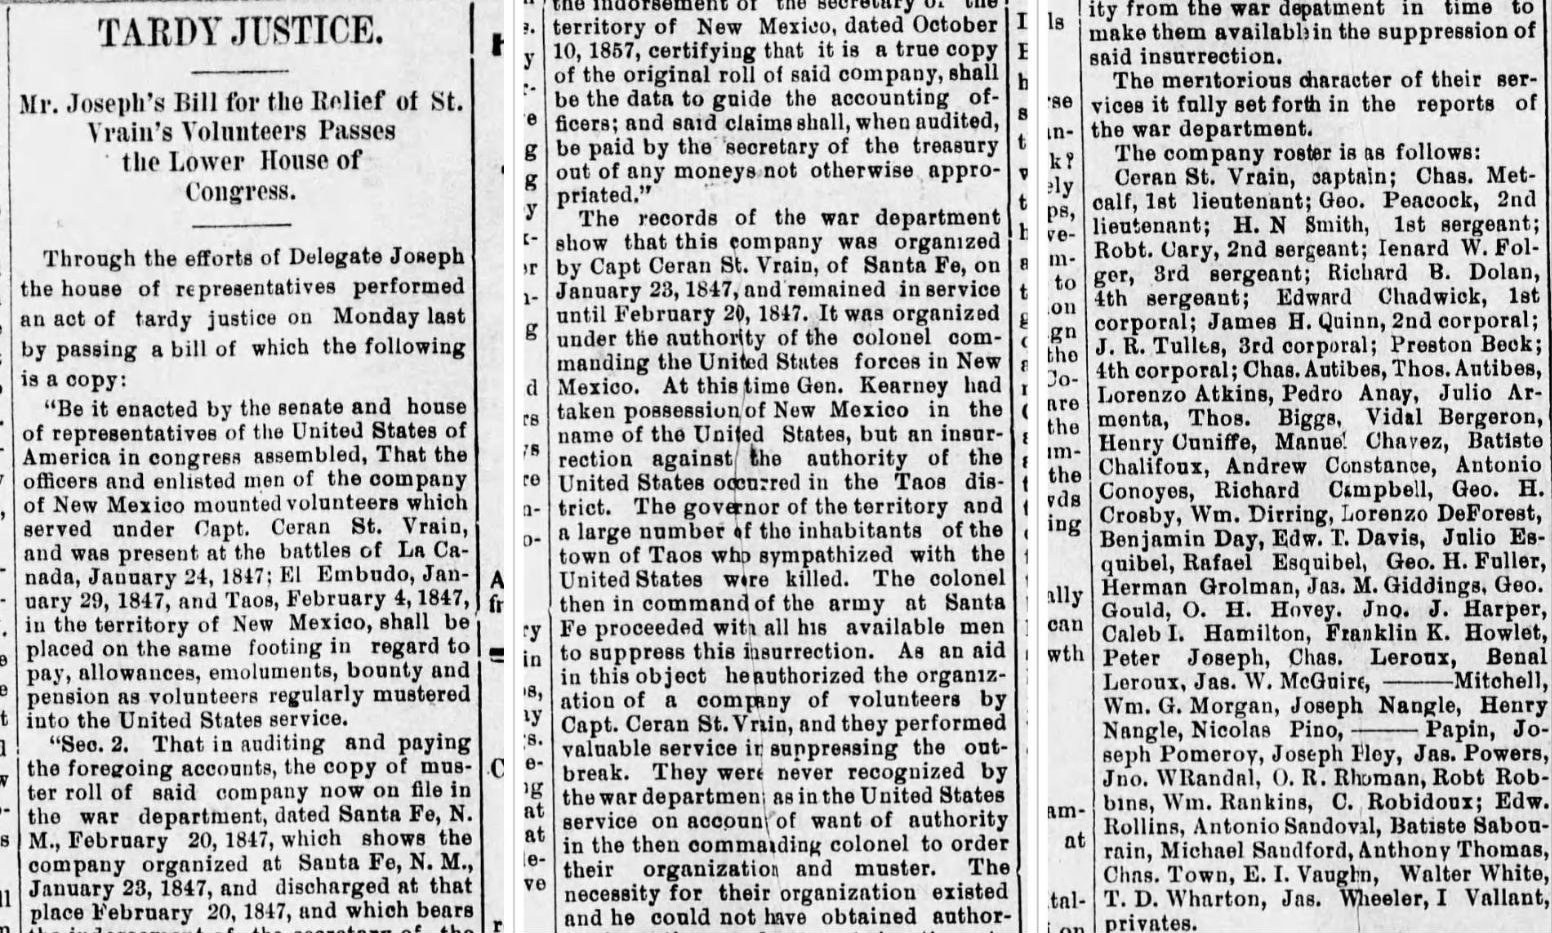 TARDY JUSTICE.
Mr. Joseph's Bill for the Relief of St.
Vrain's Volunteers Passes
the Lower House of
Congress.
Through the efforts of Delegate Joseph
the house of representatives performed
an act of tardy justice on Monday last
by passing a bill of which the following
is a copy:
"Be it enacted by the senate and house
of representatives of the United States of
America in congress assembled, That the
officers and enlisted men of the company
of New Mexico mounted volunteers which
served under Capt. Ceran St. Vrain,
and was present at the battles of La Ca-
nada, January 24, 1847; El Embudo, Jan-
uary 29, 1847, and Taos, February 4, 1847,
in the territory of New Mexico, shall be
placed on the same footing in regard to
pay, allowances, emoluments, bounty and
pension as volunteers regularly mustered
into the United States service.
"Sec. 2. That in auditing and paying
the foregoing accounts, the copy of mus-
ter roll of said company now on file in
the war department, dated Santa Fe, N.
M., February 20, 1847, which shows the
company organized at Santa Fe, N. M.,
January 23, 1847, and discharged at that
place February 20, 1847, and which bears
the indorsement of the secretary of the
territory of New Mexico, dated October
10, 1857, certifying that it is a true copy
of the original roll of said company, shall
be the data to guide the accounting of-
ficers; and said claims shall, when audited,
be paid by the secretary of the treasury
out of any moneys not otherwise appro-
priated."
The records of the war department
show that this company was organized
by Capt Ceran St. Vrain, of Santa Fe, on
January 23, 1847, and remained in service
until February 20, 1847. It was organized
under the authority of the colonel com-
manding the United States forces in New
Mexico. At this time Gen. Kearney had
taken possession of New Mexico in the
name of the United States, but an insur-
rection against the authority of the
United States occurred in the Taos dis-
trict. The governor of the territory and
a large number of the inhabitants of the
town of Taos who sympathized with the
United States were killed. The colonel
then in command of the army at Santa
Fe proceeded with all his available men
to suppress this insurrection. As an aid
in this object he authorized the organiz-
ation of a company of volunteers by
Capt. Ceran St. Vrain, and they performed
valuable service in suppressing the out-
break. They were never recognized by
the war department as in the United States
service on account of want of authority
in the then commanding colonel to order
their organization and muster. The
necessity for their organization existed
and he could not have obtained author-
ity from the war depatment in time to
make them available in the suppression of
said insurrection.
The meritorious character of their ser-
vices it fully set forth in the reports of
the war department.
The company roster is as follows:
Ceran St. Vrain, captain; Chas. Met-
calf, 1st lieutenant; Geo. Peacock, 2nd
lieutenant; H. N Smith, 1st sergeant;
Robt. Cary, 2nd sergeant; Ienard W. Fol-
ger, 3rd sergeant; Richard B. Dolan,
4th sergeant; Edward Chadwick, 1st
corporal; James H. Quinn, 2nd corporal;
J. R. Tulles, 3rd corporal; Preston Beck;
4th corporal; Chas. Autibes, Thos. Autibes,
Lorenzo Atkins, Pedro Anay, Julio Ar-
menta, Thos. Biggs, Vidal Bergeron,
Henry Cuniffe, Manuel Chavez, Batiste
Chalifoux, Andrew Constance, Antonio
Conoyes, Richard Campbell, Geo. H.
Crosby, Wm. Dirring, Lorenzo DeForest,
Benjamin Day, Edw. T. Davis, Julio Es-
quibel, Rafael Esquibel, Geo. H. Fuller,
Herman Grolman, Jas. M. Giddings, Geo.
Gould, O. H. Hovey. Jno. J. Harper,
Caleb I. Hamilton, Franklin K. Howlet,
Peter Joseph, Chas. Leroux, Benal
Leroux, Jas. W. McGuire, ——— Mitchell,
Wm. G. Morgan, Joseph Nangle, Henry
Nangle, Nicolas Pino, ——— Papin, Jo-
seph Pomeroy, Joseph Pley, Jas. Powers,
Jno. WRandal, O. R. Rhoman, Robt Rob-
bins, Wm. Rankins, C. Robidoux; Edw.
Rollins, Antonio Sandoval, Batiste Sabou-
rain, Michael Sandford, Anthony Thomas,
Chas. Town, E. I. Vaughn, Walter White,
T. D. Wharton, Jas. Wheeler, I Vallant,
privates.